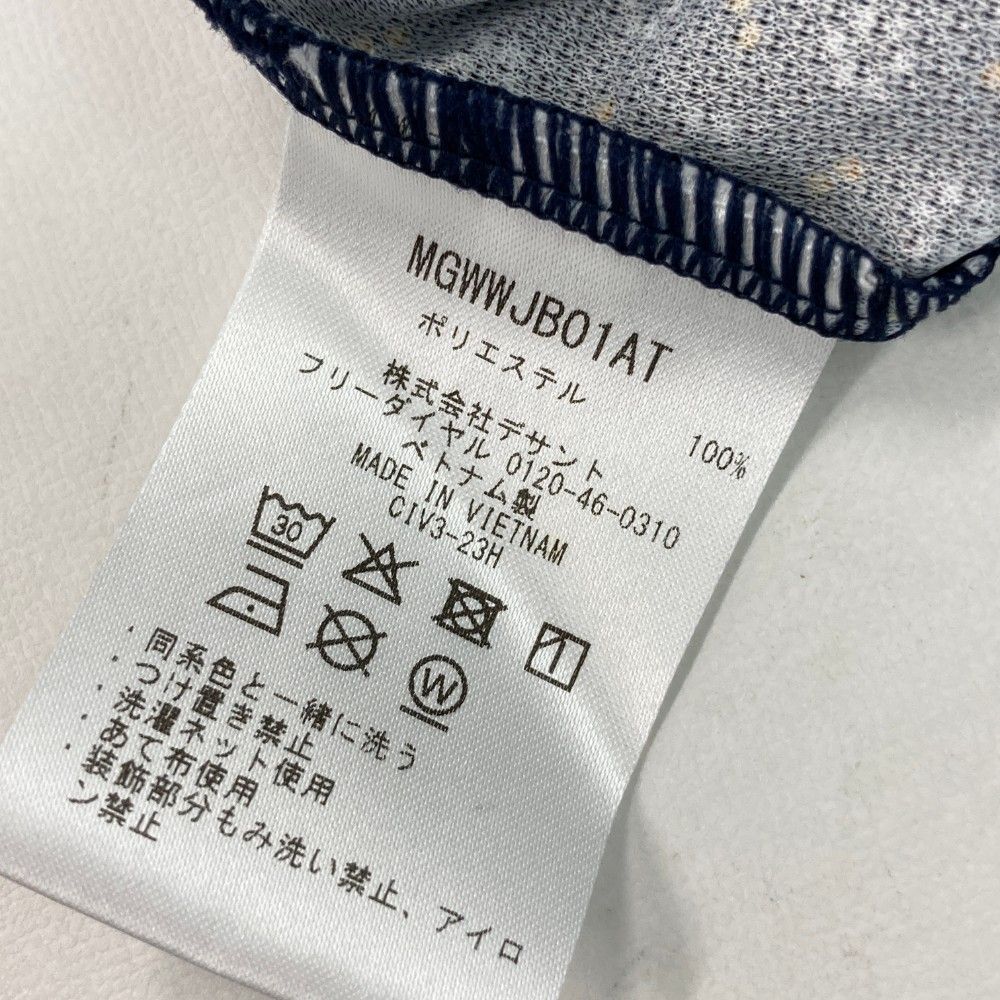 MGWWJB01AT
ポリエステル 100%
株式会社デサント
フリーダイヤル 0120-46-0310
ベトナム製
MADE IN VIETNAM
CIV3-23H
30
W
・同系色と一緒に洗う
・つけ置き禁止
・洗濯ネット使用
・あて布使用
・装飾部分もみ洗い禁止、アイロ
ン禁止